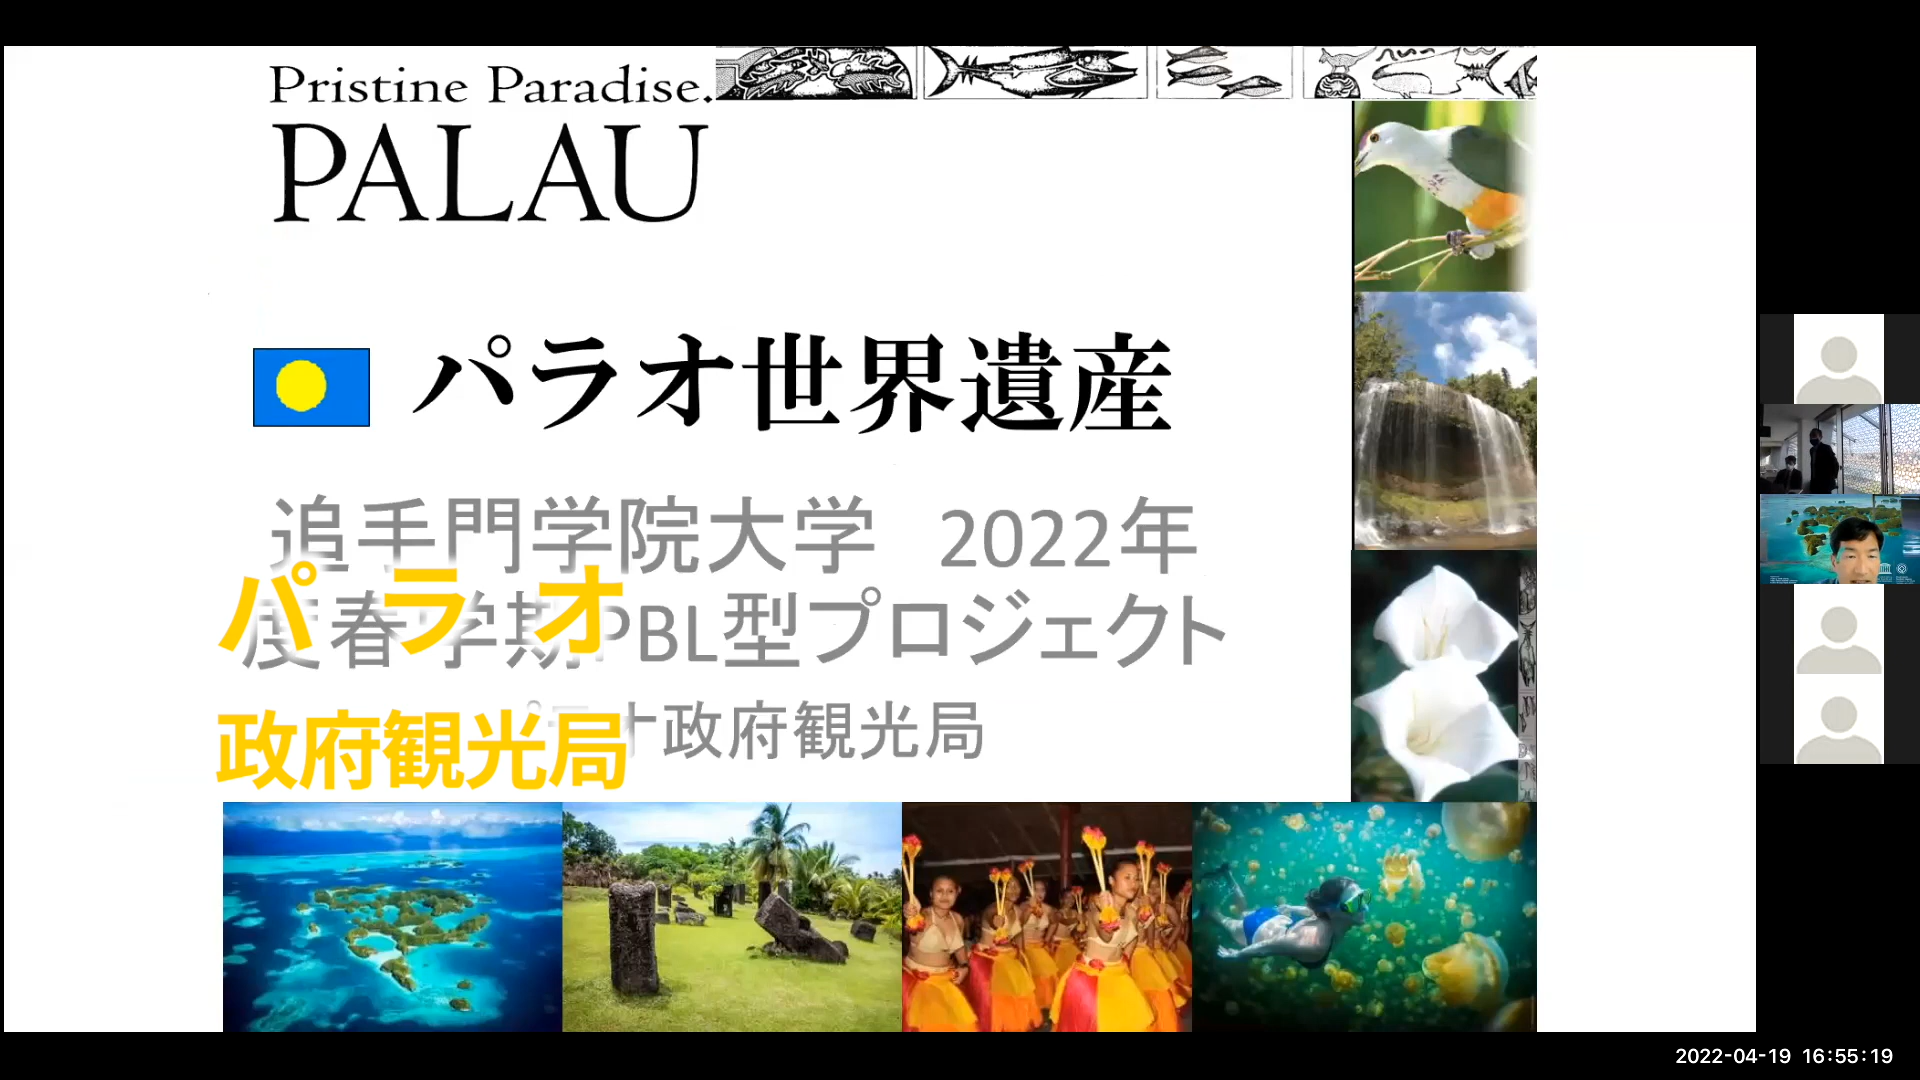 Pristine Paradise.
PALAU
パラオ世界遺産
追手門学院大学 2022年
度春学期PBL型プロジェクト
パラオ
政府観光局
オ政府観光局
2022-04-19 16:55:19